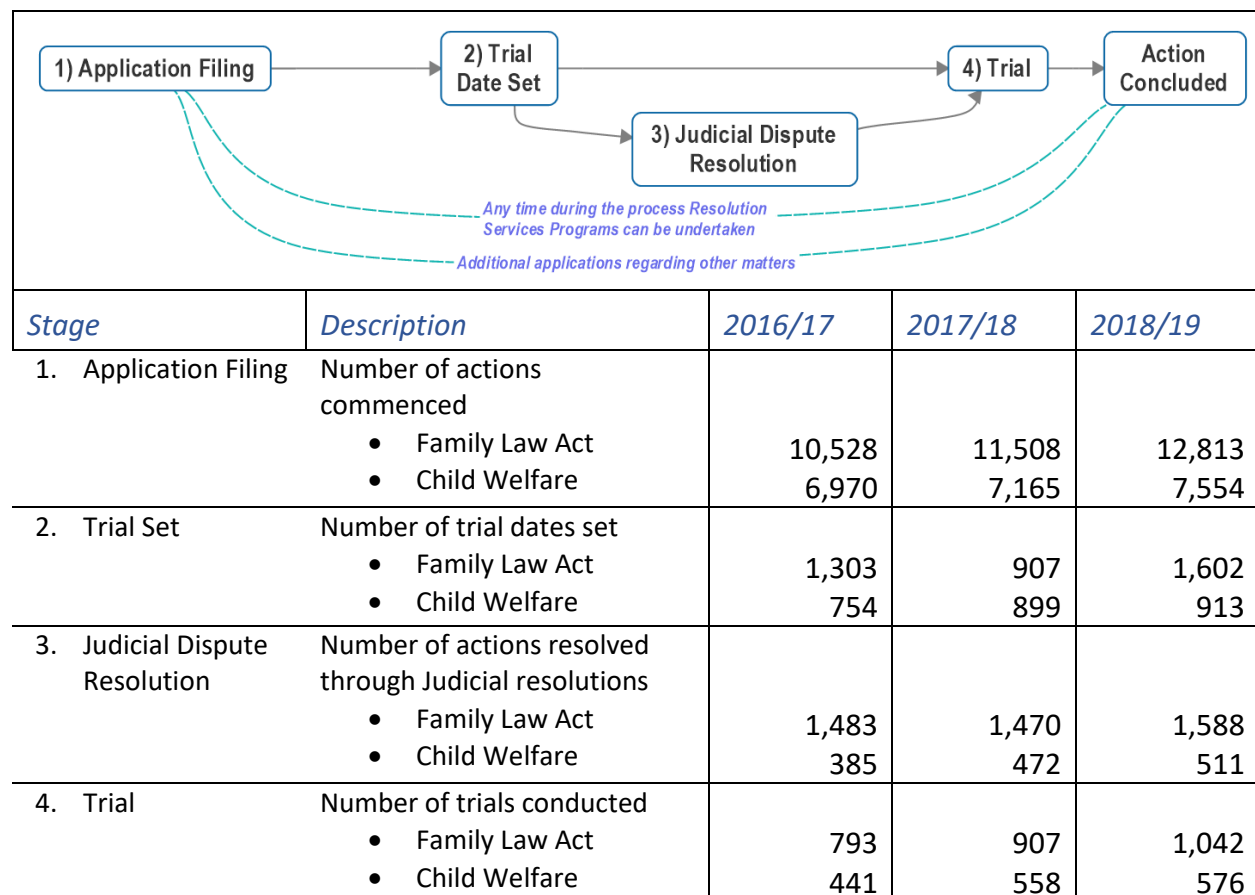 1) Application Filing
2) Trial
Date Set
4) Trial
Action
Concluded
3) Judicial Dispute
Resolution
Any time during the process Resolution
Services Programs can be undertaken
Additional applications regarding other matters
Stage Description 2016/17 2017/18 2018/19
1. Application Filing Number of actions
commenced
• Family Law Act 10,528 11,508 12,813
• Child Welfare 6,970 7,165 7,554
2. Trial Set Number of trial dates set
• Family Law Act 1,303 907 1,602
• Child Welfare 754 899 913
3. Judicial Dispute Number of actions resolved
Resolution through Judicial resolutions
• Family Law Act 1,483 1,470 1,588
• Child Welfare 385 472 511
4. Trial Number of trials conducted
• Family Law Act 793 907 1,042
• Child Welfare 441 558 576